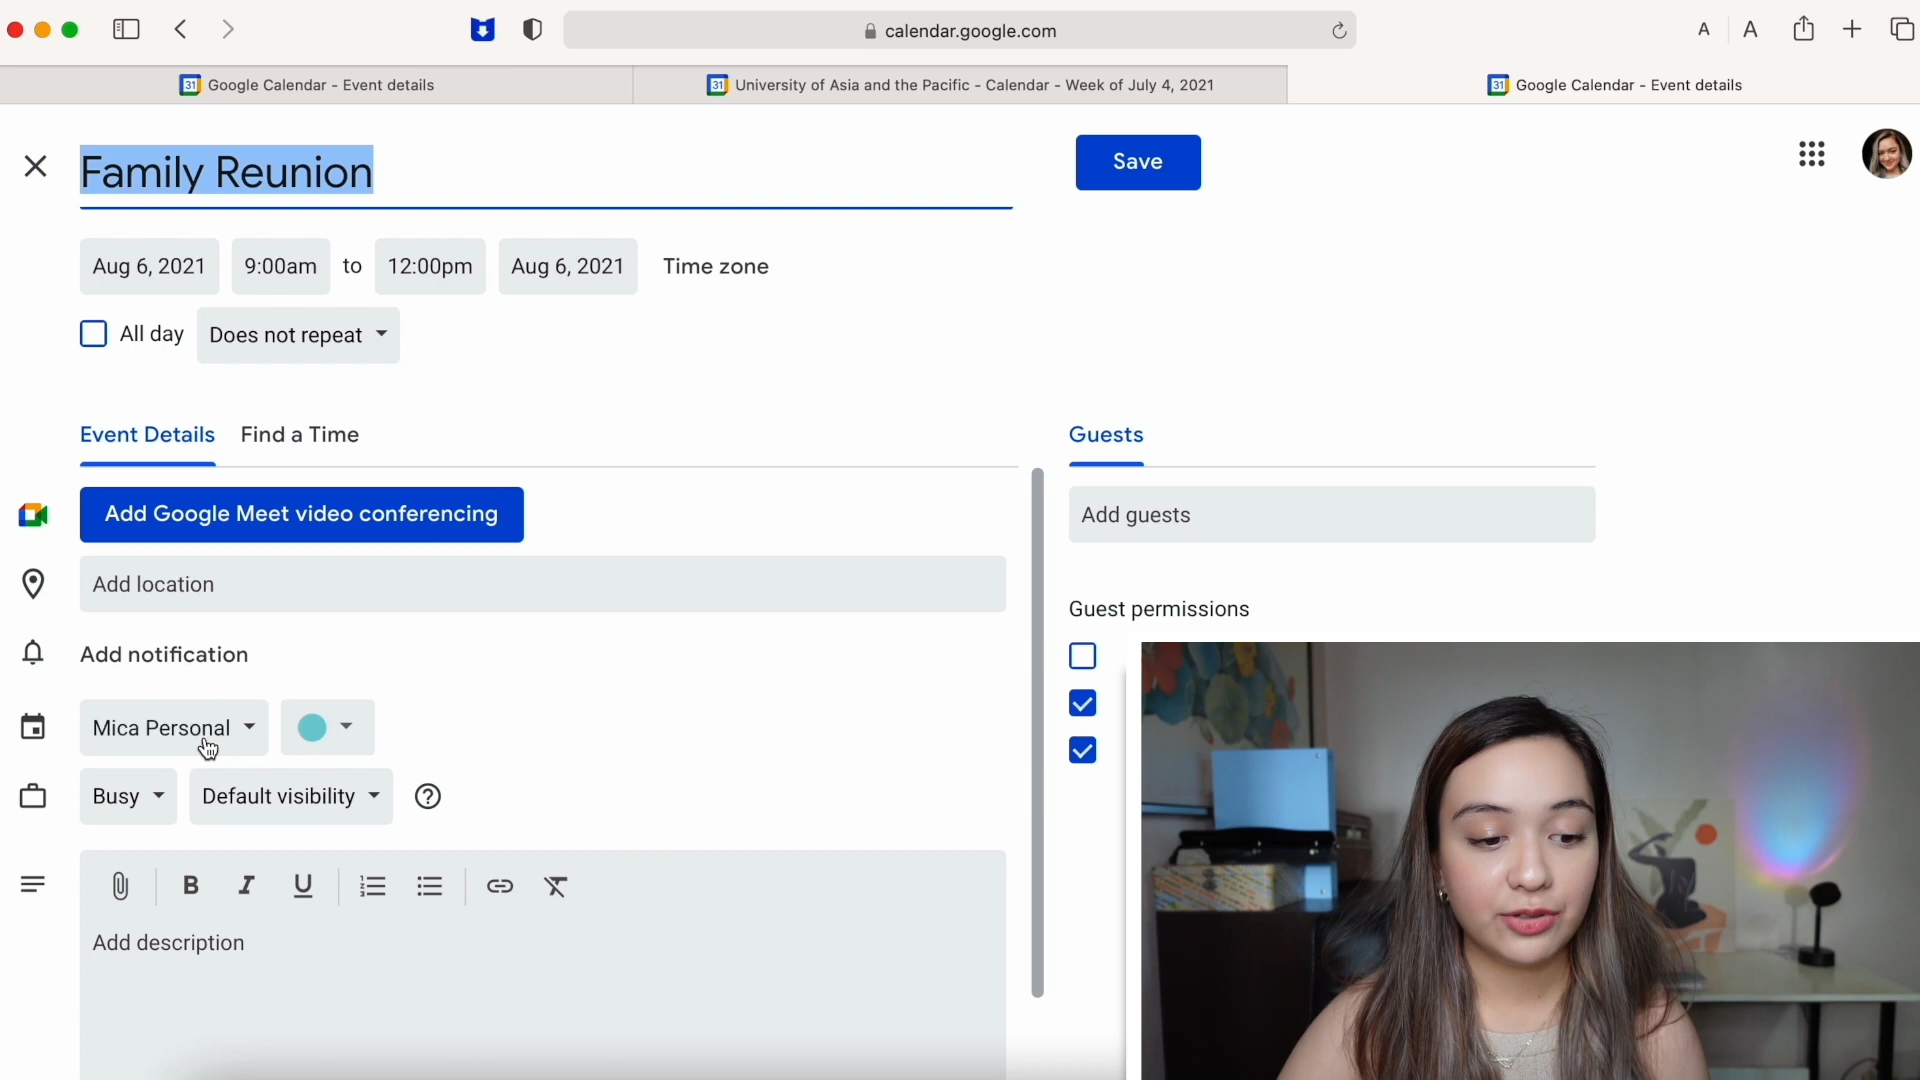 calendar.google.com
A A
31 Google Calendar - Event details
31 University of Asia and the Pacific - Calendar - Week of July 4, 2021
31 Google Calendar - Event details
Family Reunion
Save
Aug 6, 2021 9:00am to 12:00pm Aug 6, 2021 Time zone
All day Does not repeat
Event Details Find a Time
Guests
Add Google Meet video conferencing
Add guests
Add location
Guest permissions
Add notification
Mica Personal
Busy Default visibility ?
B I U
Add description